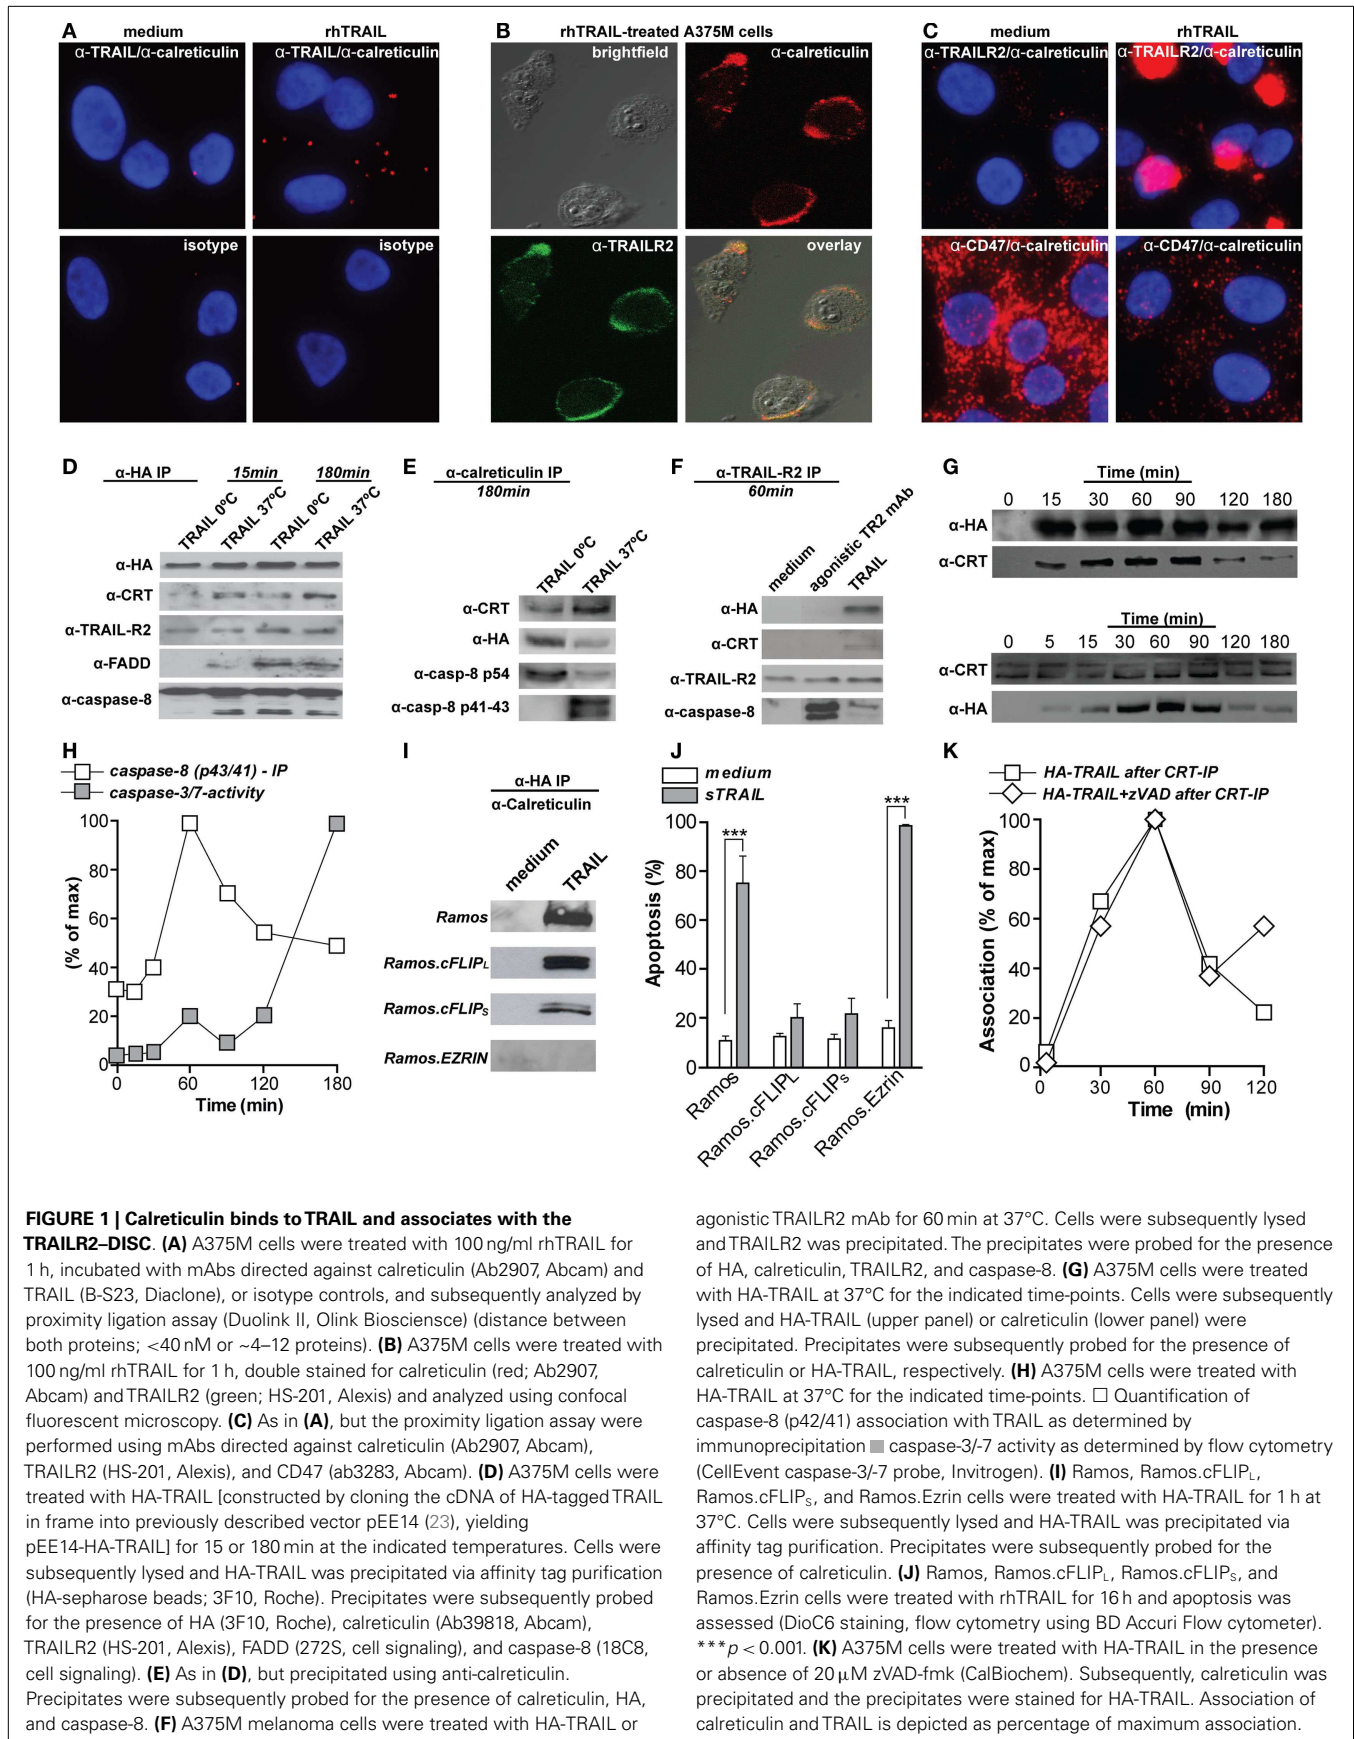 A
medium
rhTRAIL
α-TRAIL/α-calreticulin
α-TRAIL/α-calreticulin
isotype
isotype
B
rhTRAIL-treated A375M cells
brightfield
α-calreticulin
α-TRAILR2
overlay
C
medium
rhTRAIL
α-TRAILR2/α-calreticulin
α-TRAILR2/α-calreticulin
α-CD47/α-calreticulin
α-CD47/α-calreticulin
D
α-HA IP
15min
180min
TRAIL 0ºC
TRAIL 37ºC
TRAIL 0ºC
TRAIL 37ºC
α-HA
α-CRT
α-TRAIL-R2
α-FADD
α-caspase-8
E
α-calreticulin IP
180min
TRAIL 0ºC
TRAIL 37ºC
α-CRT
α-HA
α-casp-8 p54
α-casp-8 p41-43
F
α-TRAIL-R2 IP
60min
medium
agonistic TR2 mAb
TRAIL
α-HA
α-CRT
α-TRAIL-R2
α-caspase-8
G
Time (min)
0 15 30 60 90 120 180
α-HA
α-CRT
Time (min)
0 5 15 30 60 90 120 180
α-CRT
α-HA
H
caspase-8 (p43/41) - IP
caspase-3/7-activity
(% of max)
100
80
60
40
20
0
0 60 120 180
Time (min)
I
α-HA IP
α-Calreticulin
medium
TRAIL
Ramos
Ramos.cFLIPL
Ramos.cFLIPS
Ramos.EZRIN
J
medium
sTRAIL
Apoptosis (%)
100
80
60
40
20
0
***
***
Ramos
Ramos.cFLIPL
Ramos.cFLIPs
Ramos.Ezrin
K
HA-TRAIL after CRT-IP
HA-TRAIL+zVAD after CRT-IP
Association (% of max)
100
80
60
40
20
0
0 30 60 90 120
Time (min)
FIGURE 1 | Calreticulin binds to TRAIL and associates with the
TRAILR2–DISC. (A) A375M cells were treated with 100 ng/ml rhTRAIL for
1 h, incubated with mAbs directed against calreticulin (Ab2907, Abcam) and
TRAIL (B-S23, Diaclone), or isotype controls, and subsequently analyzed by
proximity ligation assay (Duolink II, Olink Biosciensce) (distance between
both proteins; <40 nM or ~4–12 proteins). (B) A375M cells were treated with
100 ng/ml rhTRAIL for 1 h, double stained for calreticulin (red; Ab2907,
Abcam) and TRAILR2 (green; HS-201, Alexis) and analyzed using confocal
fluorescent microscopy. (C) As in (A), but the proximity ligation assay were
performed using mAbs directed against calreticulin (Ab2907, Abcam),
TRAILR2 (HS-201, Alexis), and CD47 (ab3283, Abcam). (D) A375M cells were
treated with HA-TRAIL [constructed by cloning the cDNA of HA-tagged TRAIL
in frame into previously described vector pEE14 (23), yielding
pEE14-HA-TRAIL] for 15 or 180 min at the indicated temperatures. Cells were
subsequently lysed and HA-TRAIL was precipitated via affinity tag purification
(HA-sepharose beads; 3F10, Roche). Precipitates were subsequently probed
for the presence of HA (3F10, Roche), calreticulin (Ab39818, Abcam),
TRAILR2 (HS-201, Alexis), FADD (272S, cell signaling), and caspase-8 (18C8,
cell signaling). (E) As in (D), but precipitated using anti-calreticulin.
Precipitates were subsequently probed for the presence of calreticulin, HA,
and caspase-8. (F) A375M melanoma cells were treated with HA-TRAIL or
agonistic TRAILR2 mAb for 60 min at 37°C. Cells were subsequently lysed
and TRAILR2 was precipitated. The precipitates were probed for the presence
of HA, calreticulin, TRAILR2, and caspase-8. (G) A375M cells were treated
with HA-TRAIL at 37°C for the indicated time-points. Cells were subsequently
lysed and HA-TRAIL (upper panel) or calreticulin (lower panel) were
precipitated. Precipitates were subsequently probed for the presence of
calreticulin or HA-TRAIL, respectively. (H) A375M cells were treated with
HA-TRAIL at 37°C for the indicated time-points. □ Quantification of
caspase-8 (p42/41) association with TRAIL as determined by
immunoprecipitation ■ caspase-3/-7 activity as determined by flow cytometry
(CellEvent caspase-3/-7 probe, Invitrogen). (I) Ramos, Ramos.cFLIPL,
Ramos.cFLIPS, and Ramos.Ezrin cells were treated with HA-TRAIL for 1 h at
37°C. Cells were subsequently lysed and HA-TRAIL was precipitated via
affinity tag purification. Precipitates were subsequently probed for the
presence of calreticulin. (J) Ramos, Ramos.cFLIPL, Ramos.cFLIPS, and
Ramos.Ezrin cells were treated with rhTRAIL for 16 h and apoptosis was
assessed (DioC6 staining, flow cytometry using BD Accuri Flow cytometer).
***p < 0.001. (K) A375M cells were treated with HA-TRAIL in the presence
or absence of 20 μM zVAD-fmk (CalBiochem). Subsequently, calreticulin was
precipitated and the precipitates were stained for HA-TRAIL. Association of
calreticulin and TRAIL is depicted as percentage of maximum association.